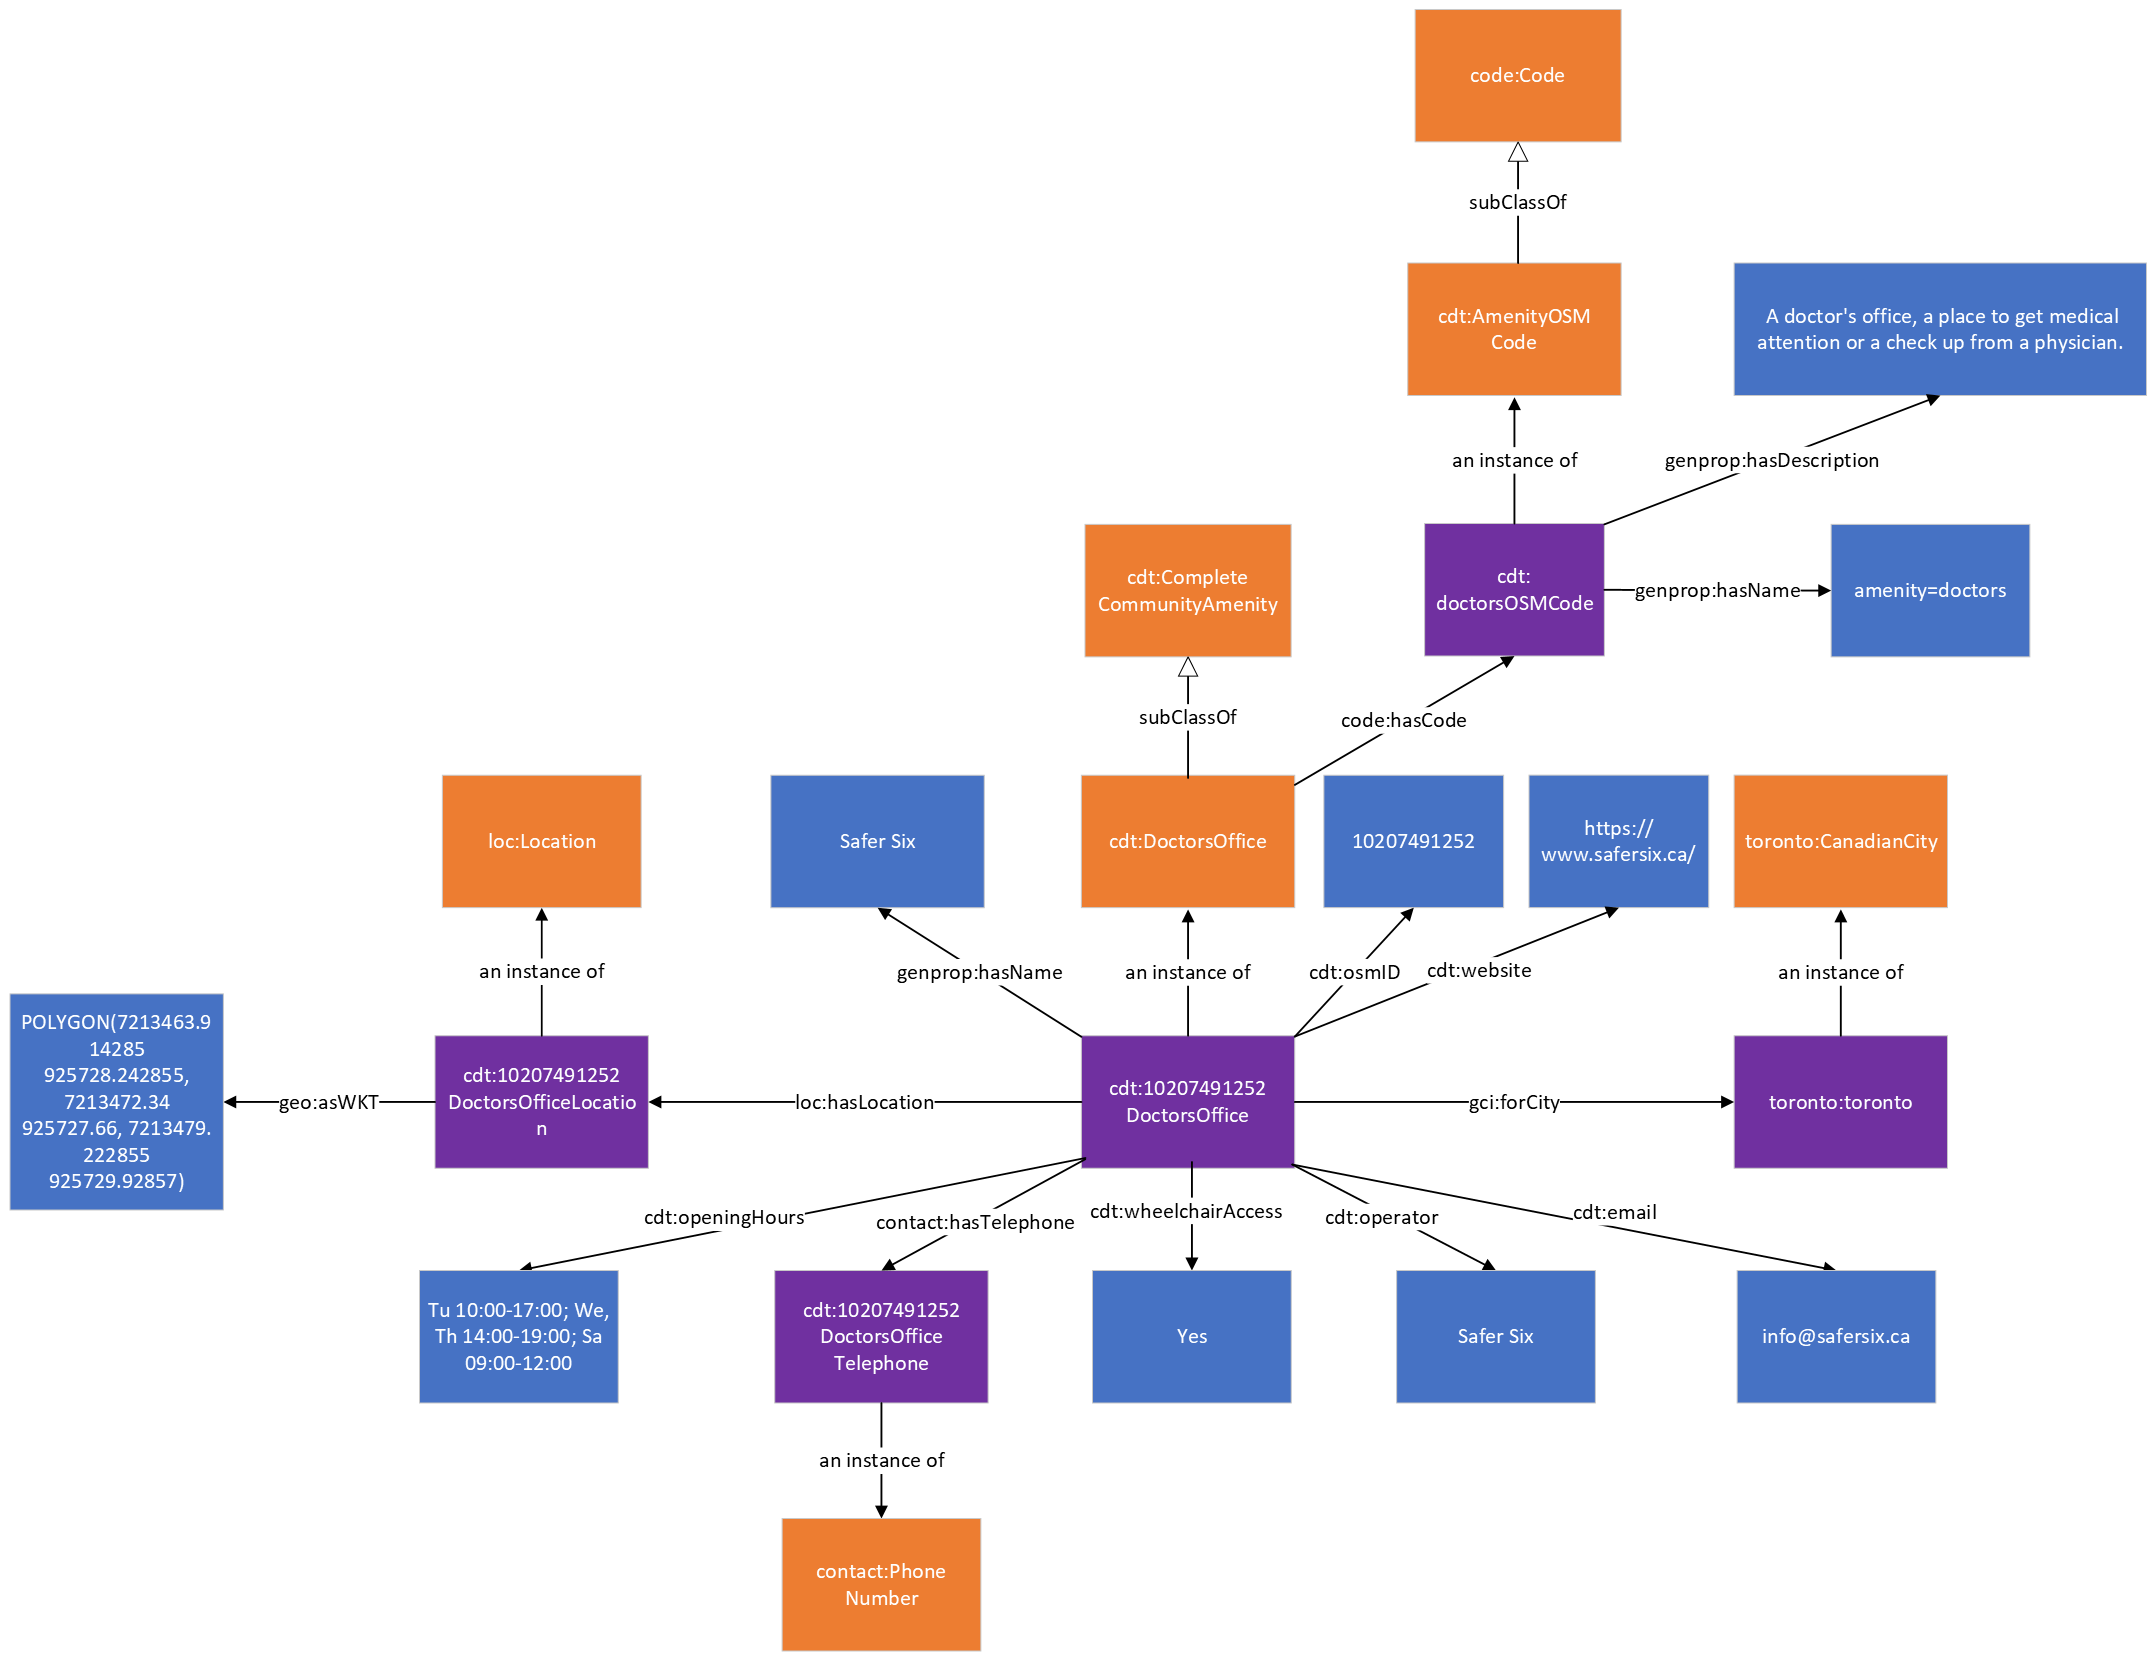 code:Code
subClassOf
cdt:AmenityOSM
Code
A doctor's office, a place to get medical
attention or a check up from a physician.
an instance of
genprop:hasDescription
cdt:Complete
CommunityAmenity
cdt:
doctorsOSMCode
genprop:hasName
amenity=doctors
subClassOf
code:hasCode
loc:Location
Safer Six
cdt:DoctorsOffice
10207491252
https://
www.safersix.ca/
toronto:CanadianCity
an instance of
genprop:hasName
an instance of
cdt:osmID
cdt:website
an instance of
POLYGON(7213463.9
14285
925728.242855,
7213472.34
925727.66, 7213479.
222855
925729.92857)
geo:asWKT
cdt:10207491252
DoctorsOfficeLocatio
n
loc:hasLocation
cdt:10207491252
DoctorsOffice
gci:forCity
toronto:toronto
cdt:openingHours
contact:hasTelephone
cdt:wheelchairAccess
cdt:operator
cdt:email
Tu 10:00-17:00; We,
Th 14:00-19:00; Sa
09:00-12:00
cdt:10207491252
DoctorsOffice
Telephone
Yes
Safer Six
info@safersix.ca
an instance of
contact:Phone
Number